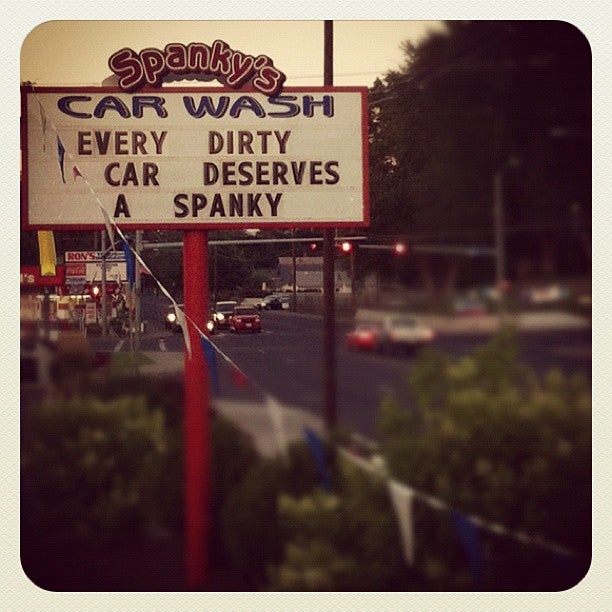 Spanky's
CAR WASH
EVERY DIRTY
CAR DESERVES
A SPANKY
RON'S